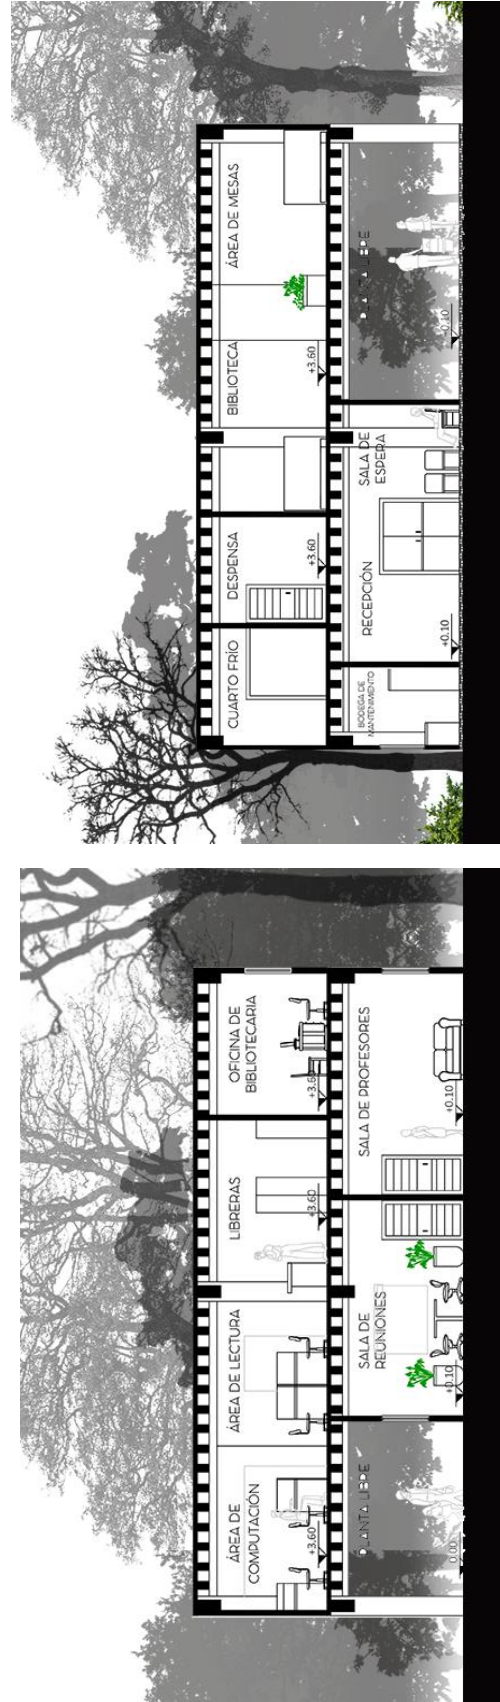 ÁREA DE
COMPUTACIÓN
+3.60
ÁREA DE LECTURA
LIBRERAS
+3.60
OFICINA DE
BIBLIOTECARIA
+3.60
PLANTA LIBRE
0.00
SALA DE
REUNIONES
+0.10
SALA DE PROFESORES
+0.10
CUARTO FRÍO
DESPENSA
+3.60
BIBLIOTECA
+3.60
ÁREA DE MESAS
BODEGA DE
MANTENIMIENTO
RECEPCIÓN
+0.10
SALA DE
ESPERA
PLANTA LIBRE